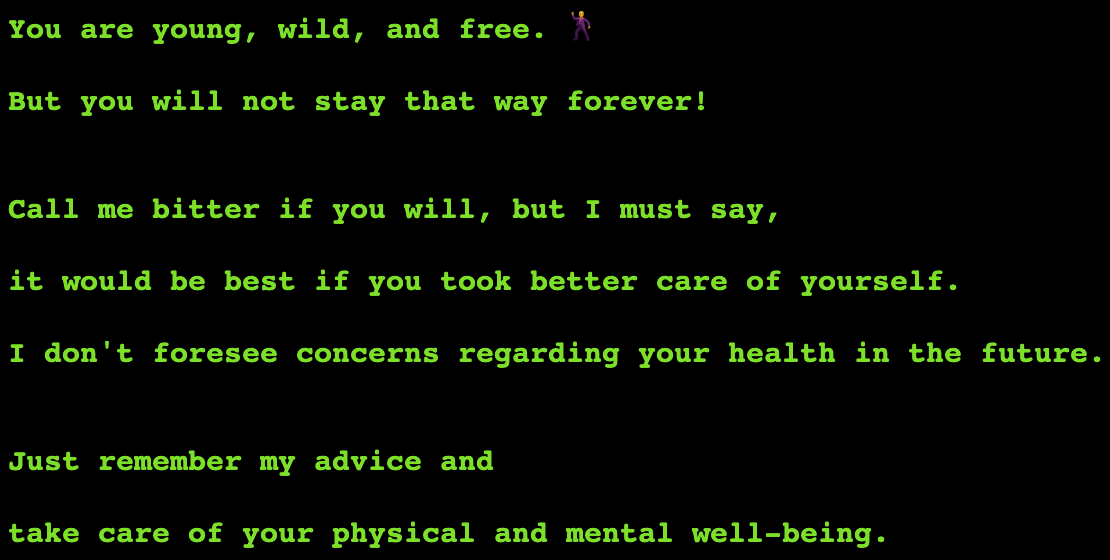 You are young, wild, and free. 🕺
But you will not stay that way forever!
Call me bitter if you will, but I must say,
it would be best if you took better care of yourself.
I don't foresee concerns regarding your health in the future.
Just remember my advice and
take care of your physical and mental well-being.